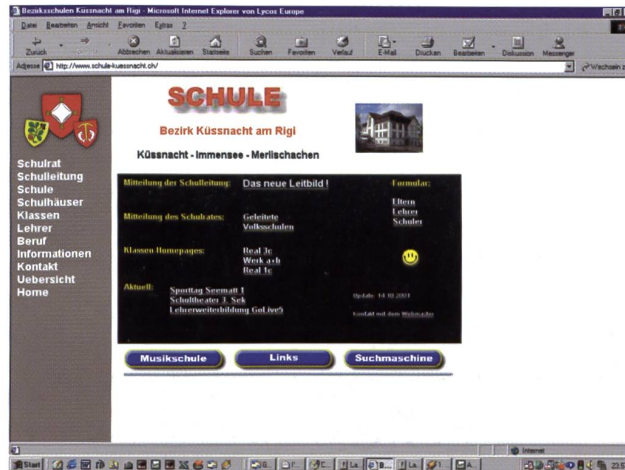 Bezirksschulen Küssnacht am Rigi - Microsoft Internet Explorer von Lycos Europe
Datei Bearbeiten Ansicht Favoriten Extras ?
Zurück Abbrechen Aktualisieren Startseite Suchen Favoriten Verlauf E-Mail Drucken Bearbeiten Diskussion Messenger
Adresse http://www.schule-kuessnacht.ch/ Wechseln z
SCHULE
Bezirk Küssnacht am Rigi
Küssnacht - Immensee - Merlischachen
Schulrat
Schulleitung
Schule
Schulhäuser
Klassen
Lehrer
Beruf
Informationen
Kontakt
Uebersicht
Home
Mitteilung der Schulleitung: Das neue Leitbild !
Mitteilung des Schulrates: Geleitete
Volksschulen
Klassen Homepages: Real 3c
Werk a+b
Real 1c
Aktuell: Sporttag Seematt 1
Schultheater 3. Sek
Lehrerweiterbildung GoLive5
Formular:
Eltern
Lehrer
Schüler
Update: 14.10.2001
Kontakt mit dem Webmaster
Musikschule Links Suchmaschine
Internet
Start